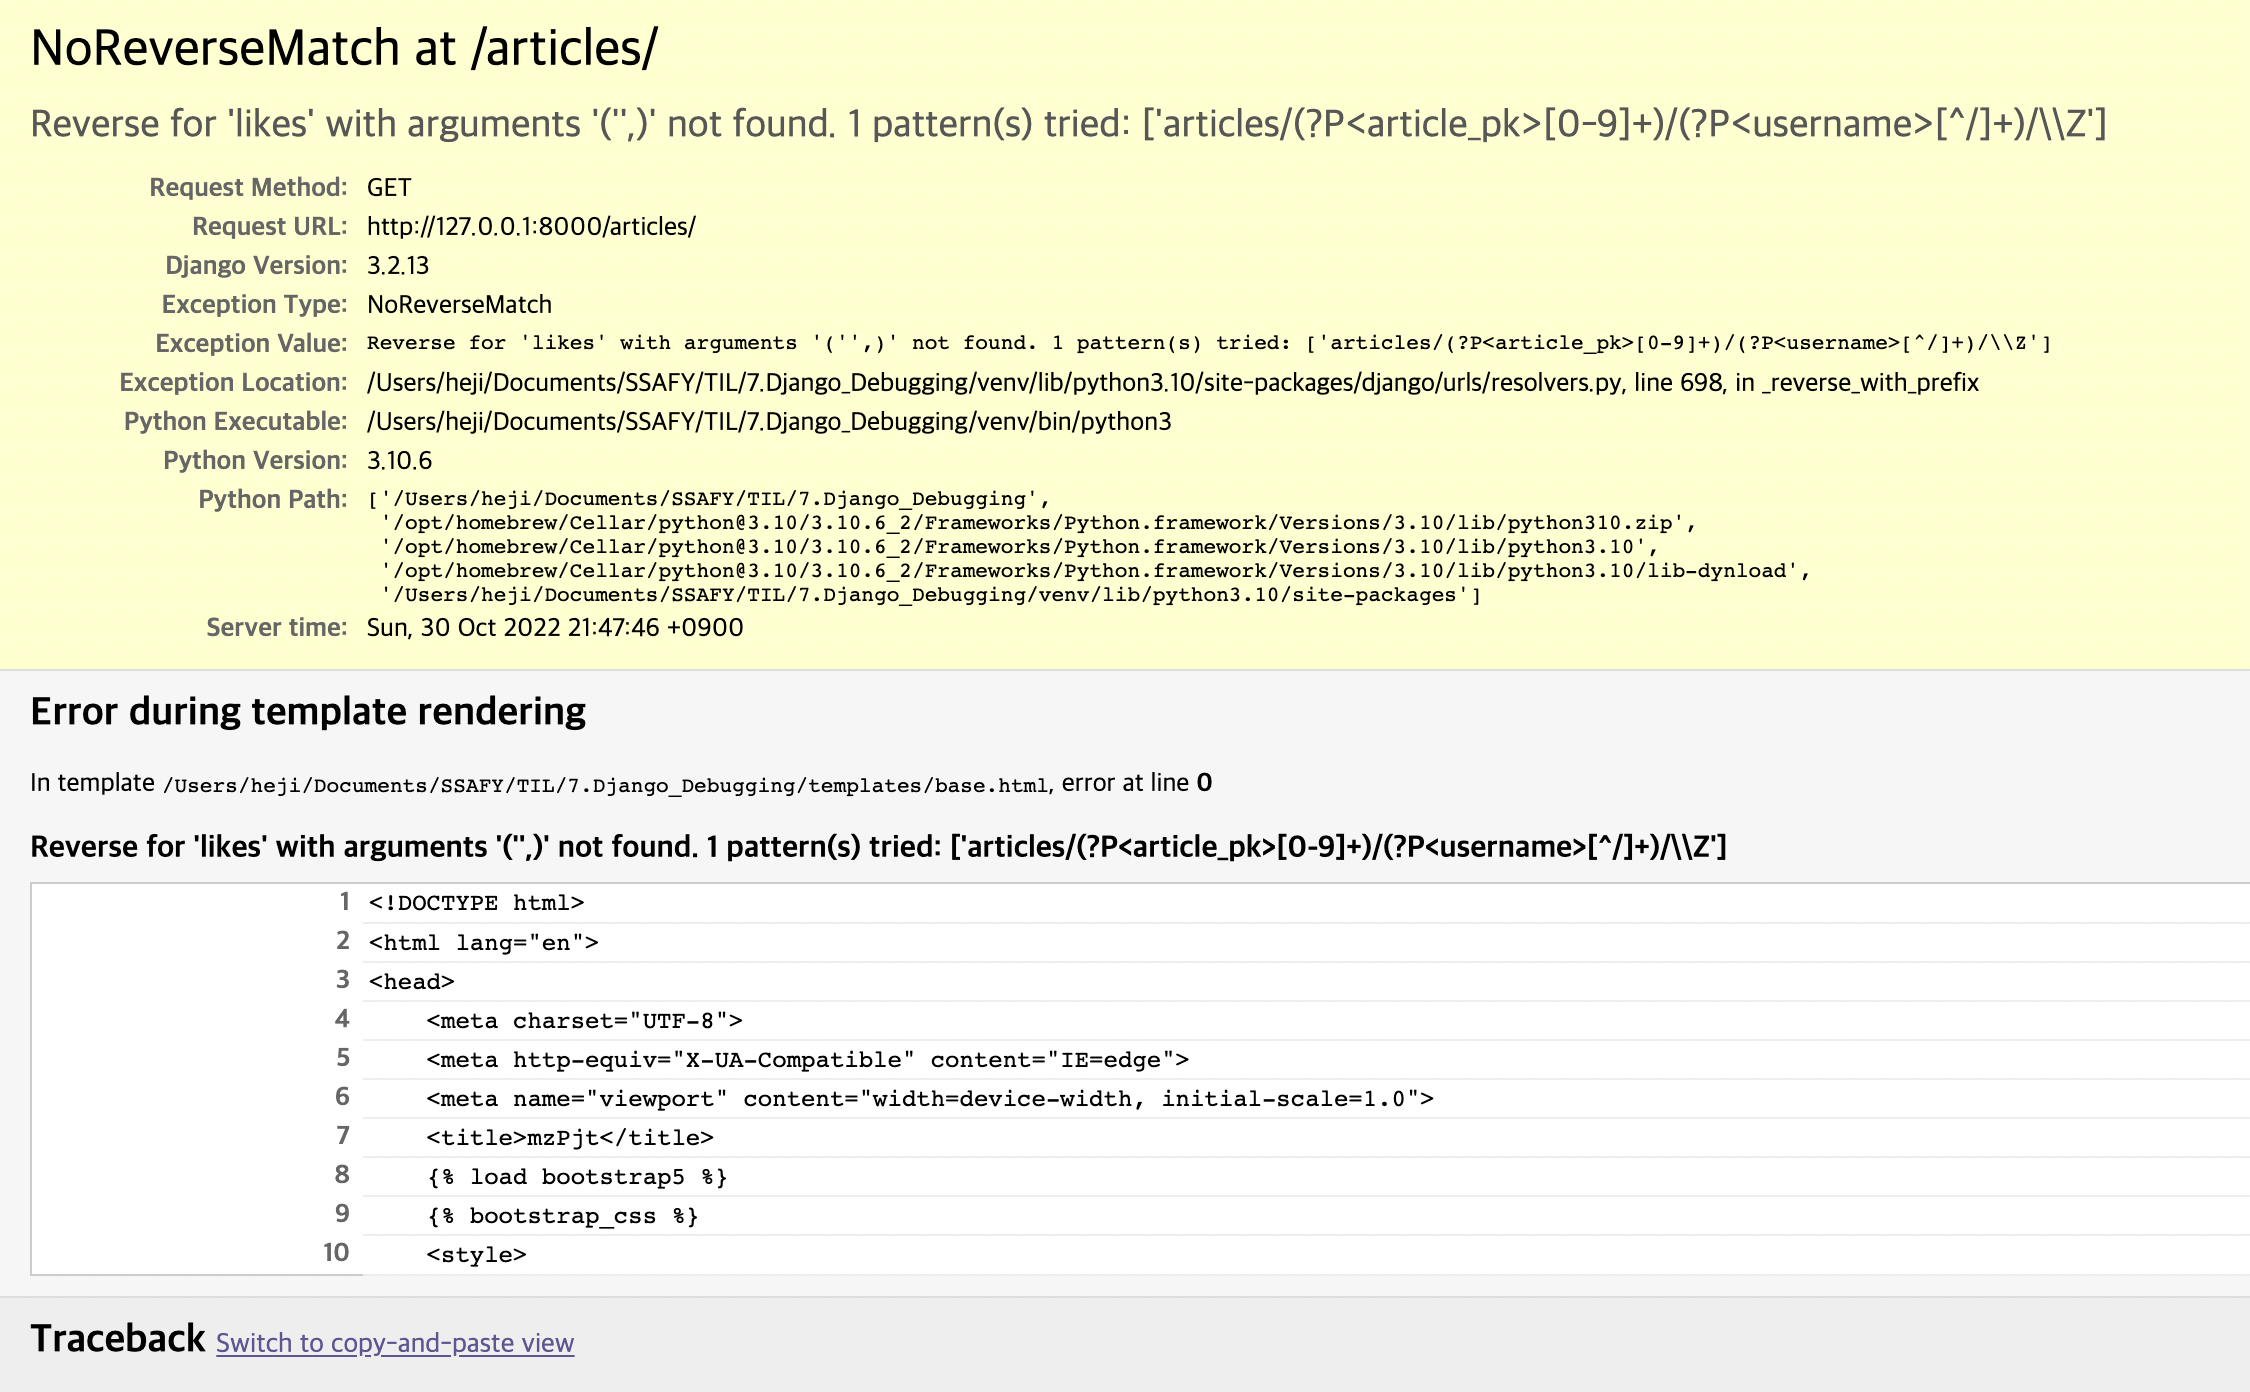 NoReverseMatch at /articles/
Reverse for 'likes' with arguments '('',)' not found. 1 pattern(s) tried: ['articles/(?P<article_pk>[0-9]+)/(?P<username>[^/]+)/\\Z']
Request Method: GET
Request URL: http://127.0.0.1:8000/articles/
Django Version: 3.2.13
Exception Type: NoReverseMatch
Exception Value: Reverse for 'likes' with arguments '('',)' not found. 1 pattern(s) tried: ['articles/(?P<article_pk>[0-9]+)/(?P<username>[^/]+)/\\Z']
Exception Location: /Users/heji/Documents/SSAFY/TIL/7.Django_Debugging/venv/lib/python3.10/site-packages/django/urls/resolvers.py, line 698, in _reverse_with_prefix
Python Executable: /Users/heji/Documents/SSAFY/TIL/7.Django_Debugging/venv/bin/python3
Python Version: 3.10.6
Python Path: ['/Users/heji/Documents/SSAFY/TIL/7.Django_Debugging',
'/opt/homebrew/Cellar/python@3.10/3.10.6_2/Frameworks/Python.framework/Versions/3.10/lib/python310.zip',
'/opt/homebrew/Cellar/python@3.10/3.10.6_2/Frameworks/Python.framework/Versions/3.10/lib/python3.10',
'/opt/homebrew/Cellar/python@3.10/3.10.6_2/Frameworks/Python.framework/Versions/3.10/lib/python3.10/lib-dynload',
'/Users/heji/Documents/SSAFY/TIL/7.Django_Debugging/venv/lib/python3.10/site-packages']
Server time: Sun, 30 Oct 2022 21:47:46 +0900
Error during template rendering
In template /Users/heji/Documents/SSAFY/TIL/7.Django_Debugging/templates/base.html, error at line 0
Reverse for 'likes' with arguments '('',)' not found. 1 pattern(s) tried: ['articles/(?P<article_pk>[0-9]+)/(?P<username>[^/]+)/\\Z']
1 <!DOCTYPE html>
2 <html lang="en">
3 <head>
4 <meta charset="UTF-8">
5 <meta http-equiv="X-UA-Compatible" content="IE=edge">
6 <meta name="viewport" content="width=device-width, initial-scale=1.0">
7 <title>mzPjt</title>
8 {% load bootstrap5 %}
9 {% bootstrap_css %}
10 <style>
Traceback Switch to copy-and-paste view